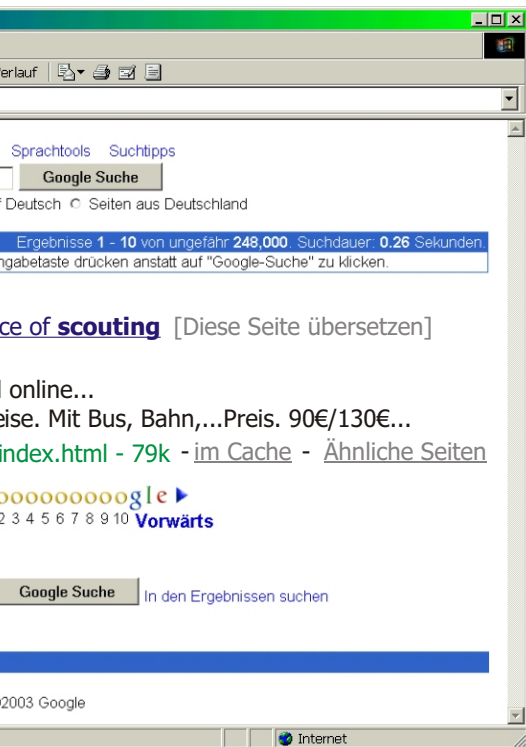 Verlauf
Sprachtools Suchtipps
Google Suche
Deutsch Seiten aus Deutschland
Ergebnisse 1 - 10 von ungefähr 248,000. Suchdauer: 0.26 Sekunden.
ngabetaste drücken anstatt auf "Google-Suche" zu klicken.
ce of scouting [Diese Seite übersetzen]
online...
eise. Mit Bus, Bahn,...Preis. 90€/130€...
index.html - 79k - im Cache - Ähnliche Seiten
ooooooooogle
2 3 4 5 6 7 8 9 10 Vorwärts
Google Suche In den Ergebnissen suchen
2003 Google
Internet